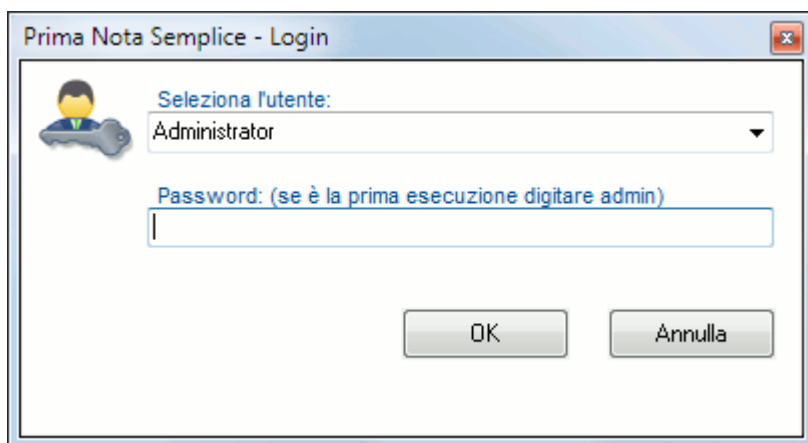 Prima Nota Semplice - Login
Seleziona l'utente:
Administrator
Password: (se è la prima esecuzione digitare admin)
OK
Annulla